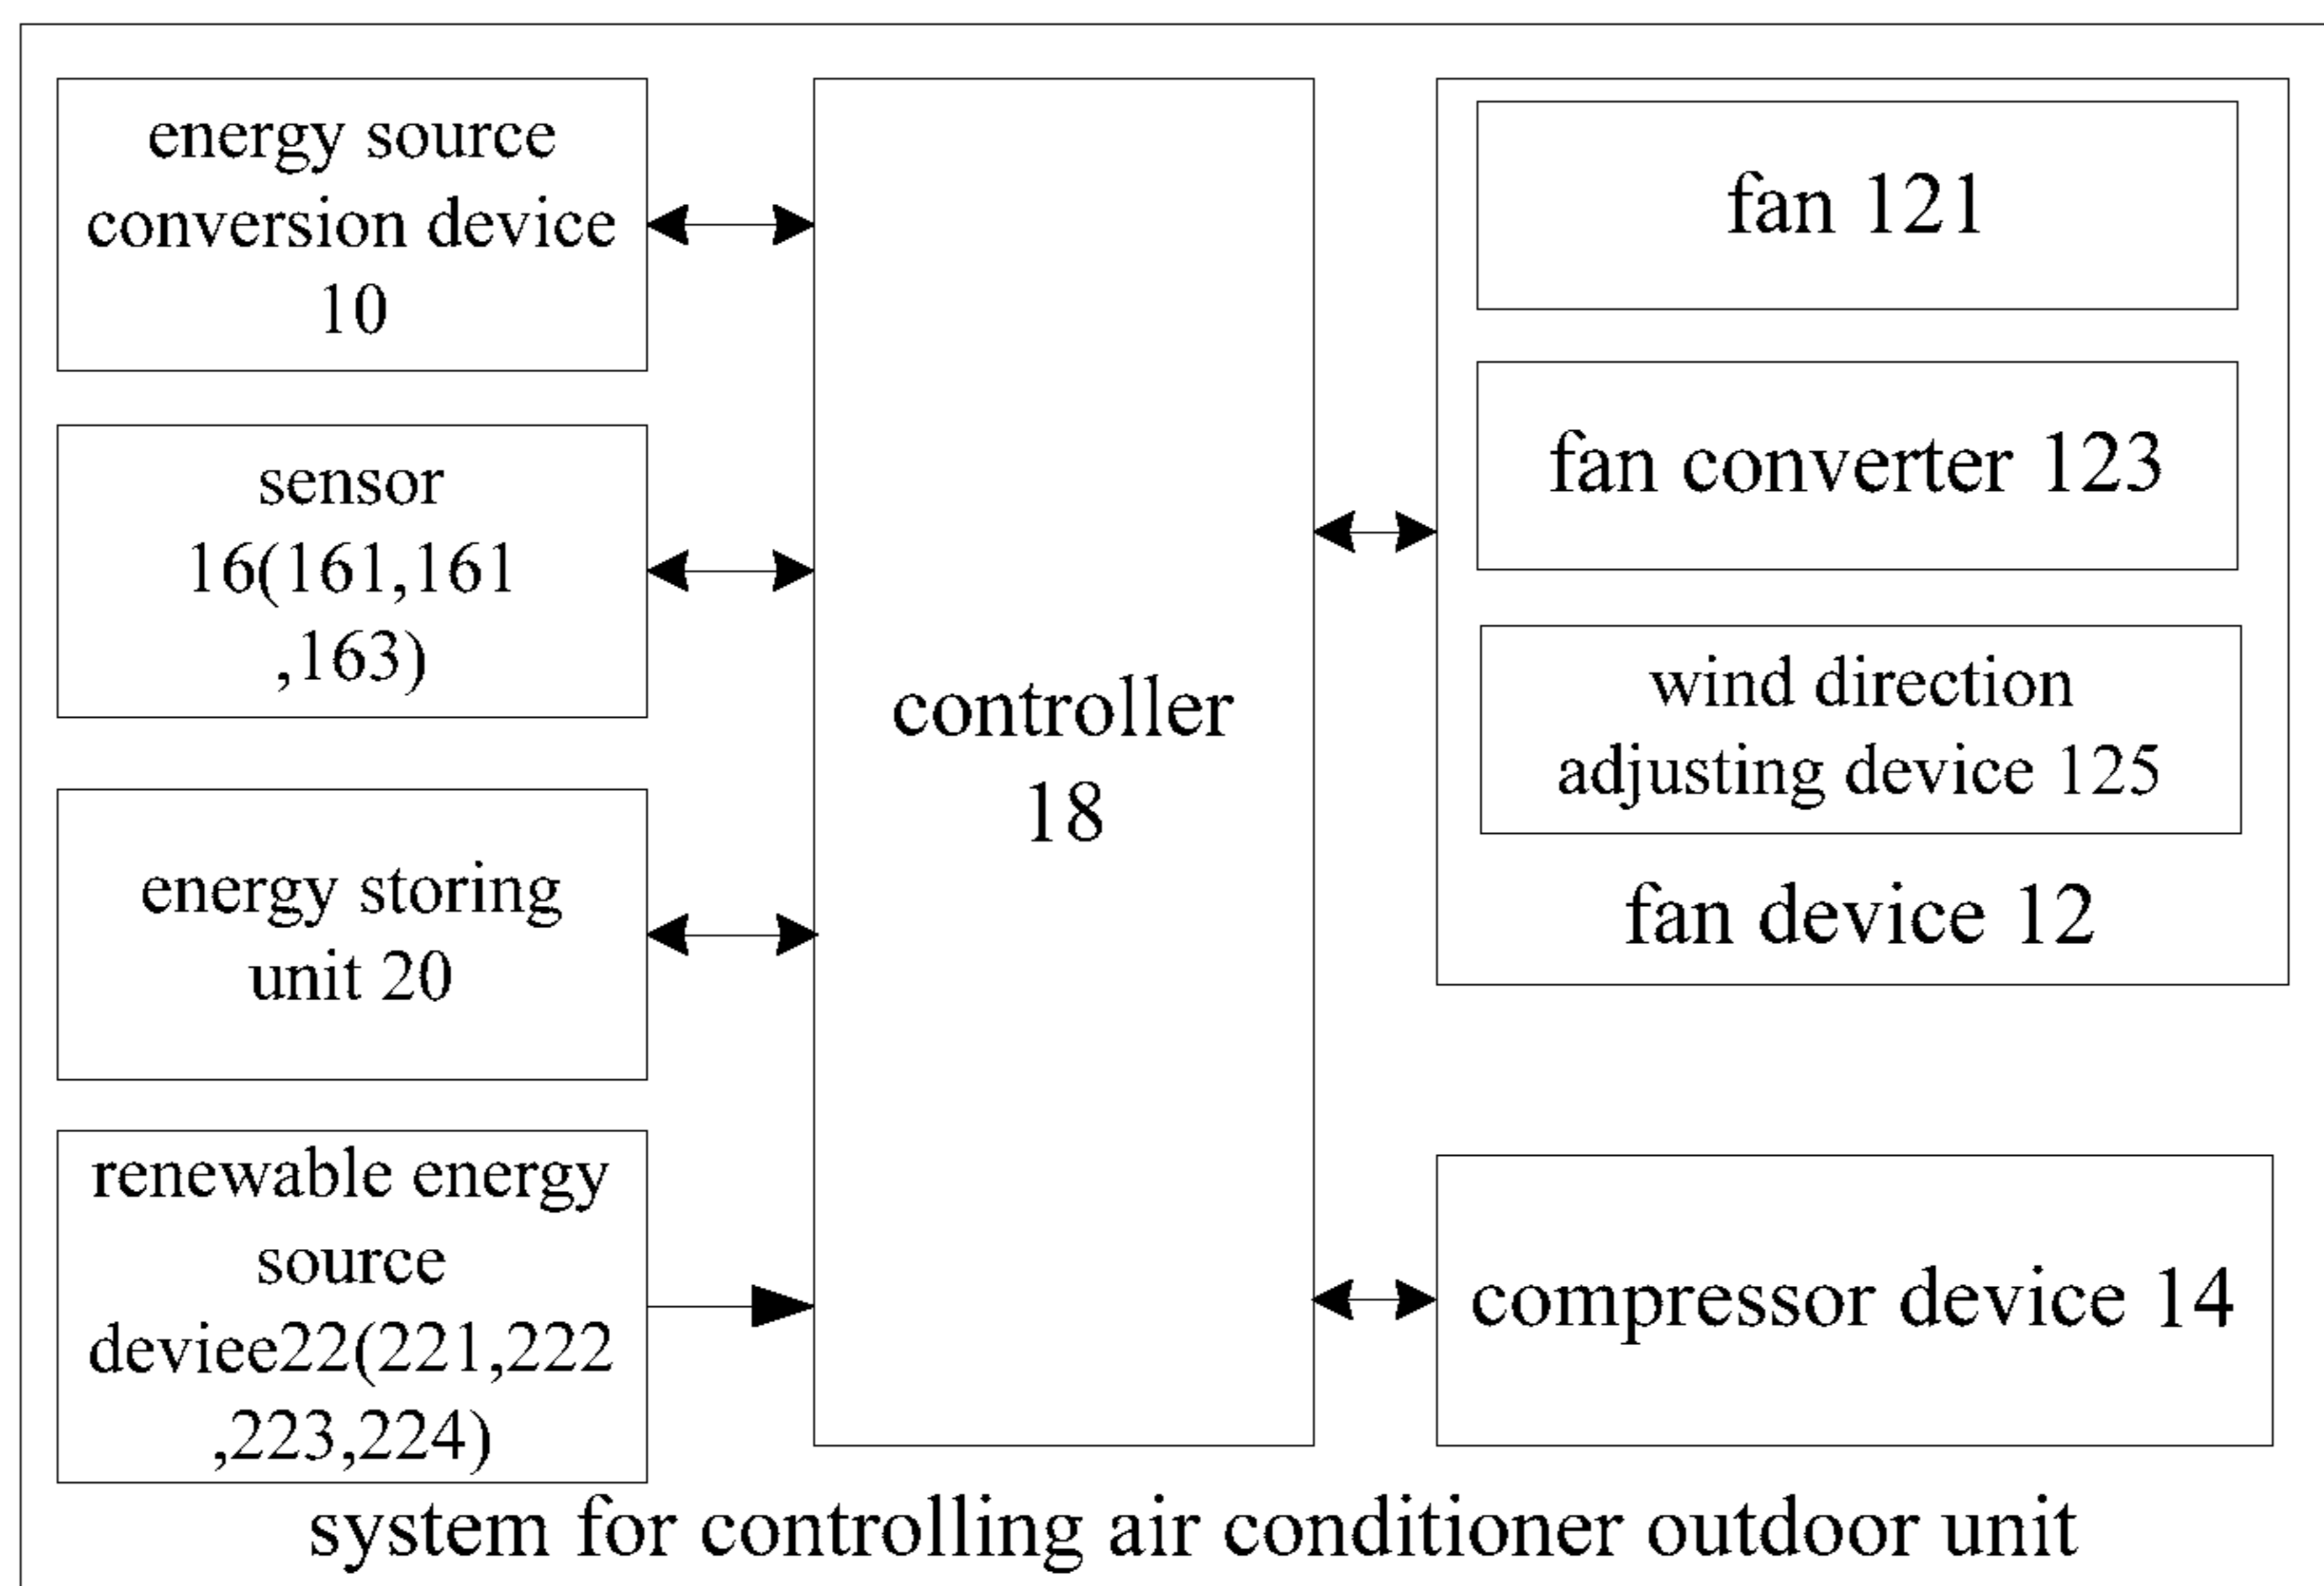 energy source
conversion device
10
sensor
16(161,161
,163)
energy storing
unit 20
renewable energy
source
deviee22(221,222
,223,224)
controller
18
fan 121
fan converter 123
wind direction
adjusting device 125
fan device 12
compressor device 14
system for controlling air conditioner outdoor unit